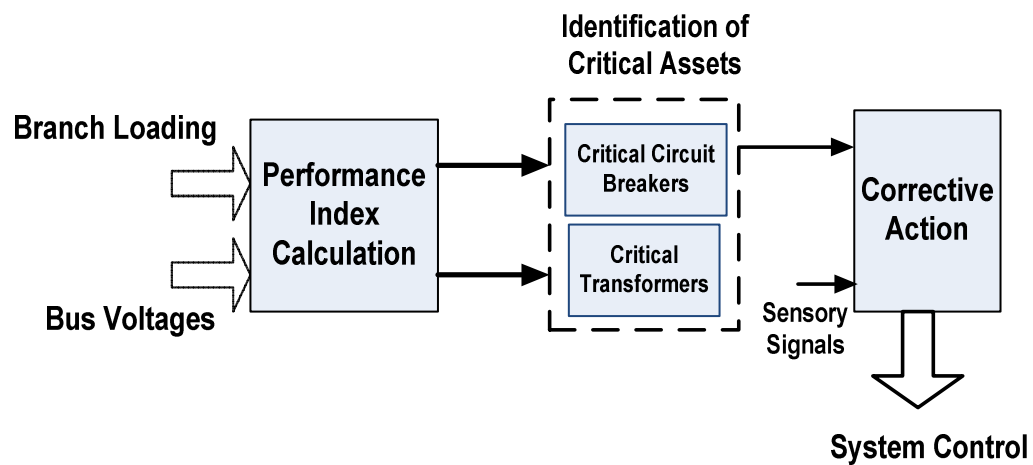 Identification of
Critical Assets
Branch Loading
Performance
Index
Calculation
Bus Voltages
Critical Circuit
Breakers
Critical
Transformers
Corrective
Action
Sensory
Signals
System Control